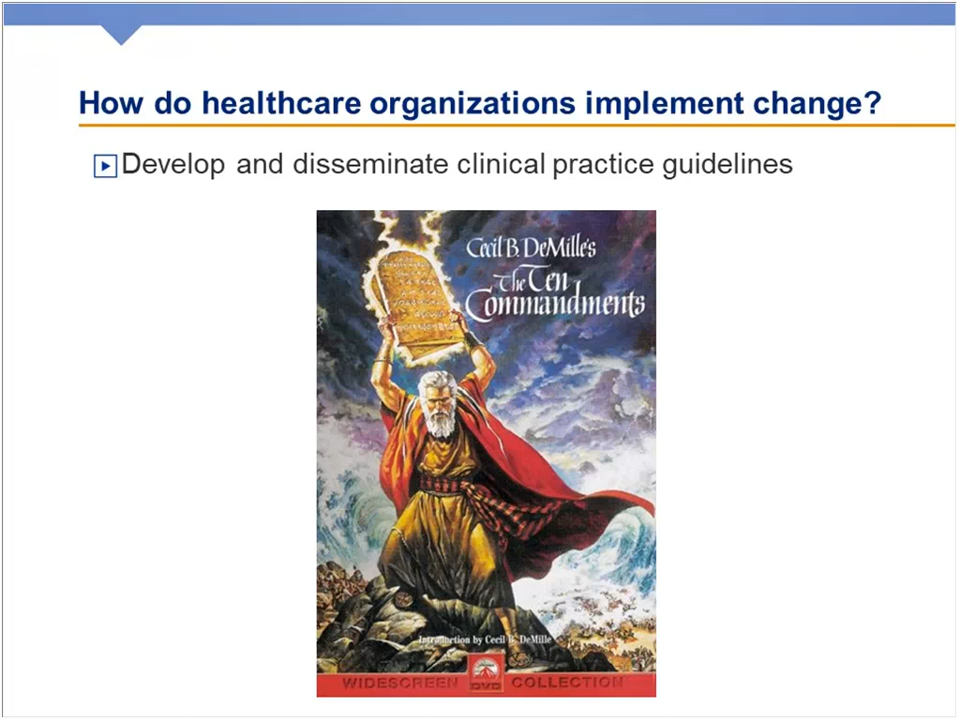 How do healthcare organizations implement change?
Develop and disseminate clinical practice guidelines
Cecil B. DeMille's
The Ten
Commandments
Introduction by Cecil B. DeMille
WIDESCREEN DVD COLLECTION